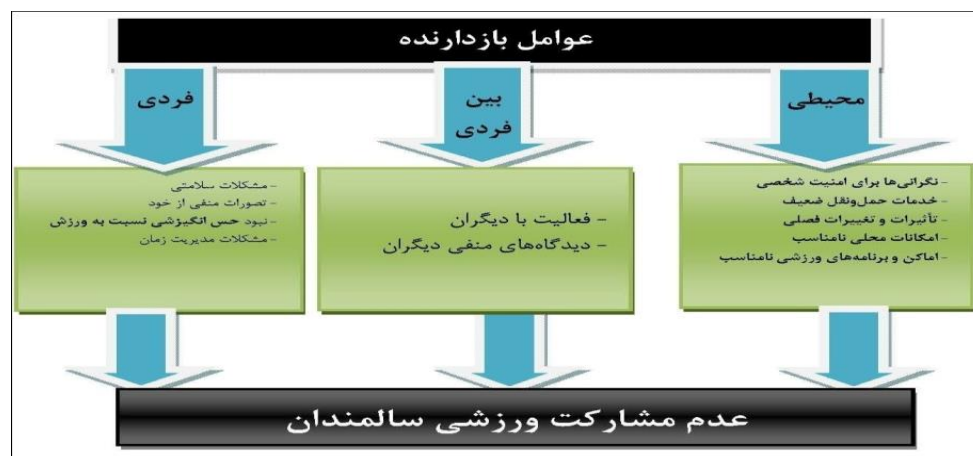 عوامل بازدارنده
محیطی
- نگرانی‌ها برای امنیت شخصی
- خدمات حمل‌ونقل ضعیف
- تأثیرات و تغییرات فصلی
- امکانات محلی نامناسب
- اماکن و برنامه‌های ورزشی نامناسب
بین
فردی
- فعالیت با دیگران
- دیدگاه‌های منفی دیگران
فردی
- مشکلات سلامتی
- تصورات منفی از خود
- نبود حس انگیزشی نسبت به ورزش
- مشکلات مدیریت زمان
عدم مشارکت ورزشی سالمندان